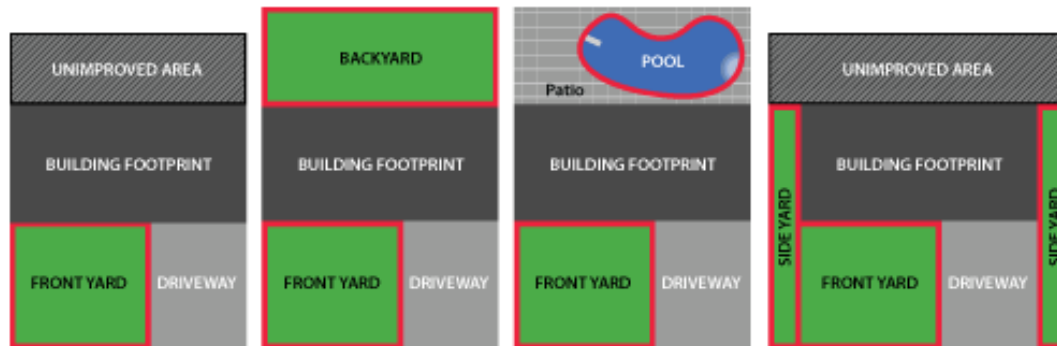 UNIMPROVED AREA
BUILDING FOOTPRINT
FRONT YARD
DRIVEWAY
BACKYARD
BUILDING FOOTPRINT
FRONT YARD
DRIVEWAY
POOL
Patio
BUILDING FOOTPRINT
FRONT YARD
DRIVEWAY
UNIMPROVED AREA
SIDE YARD
BUILDING FOOTPRINT
SIDE YARD
FRONT YARD
DRIVEWAY